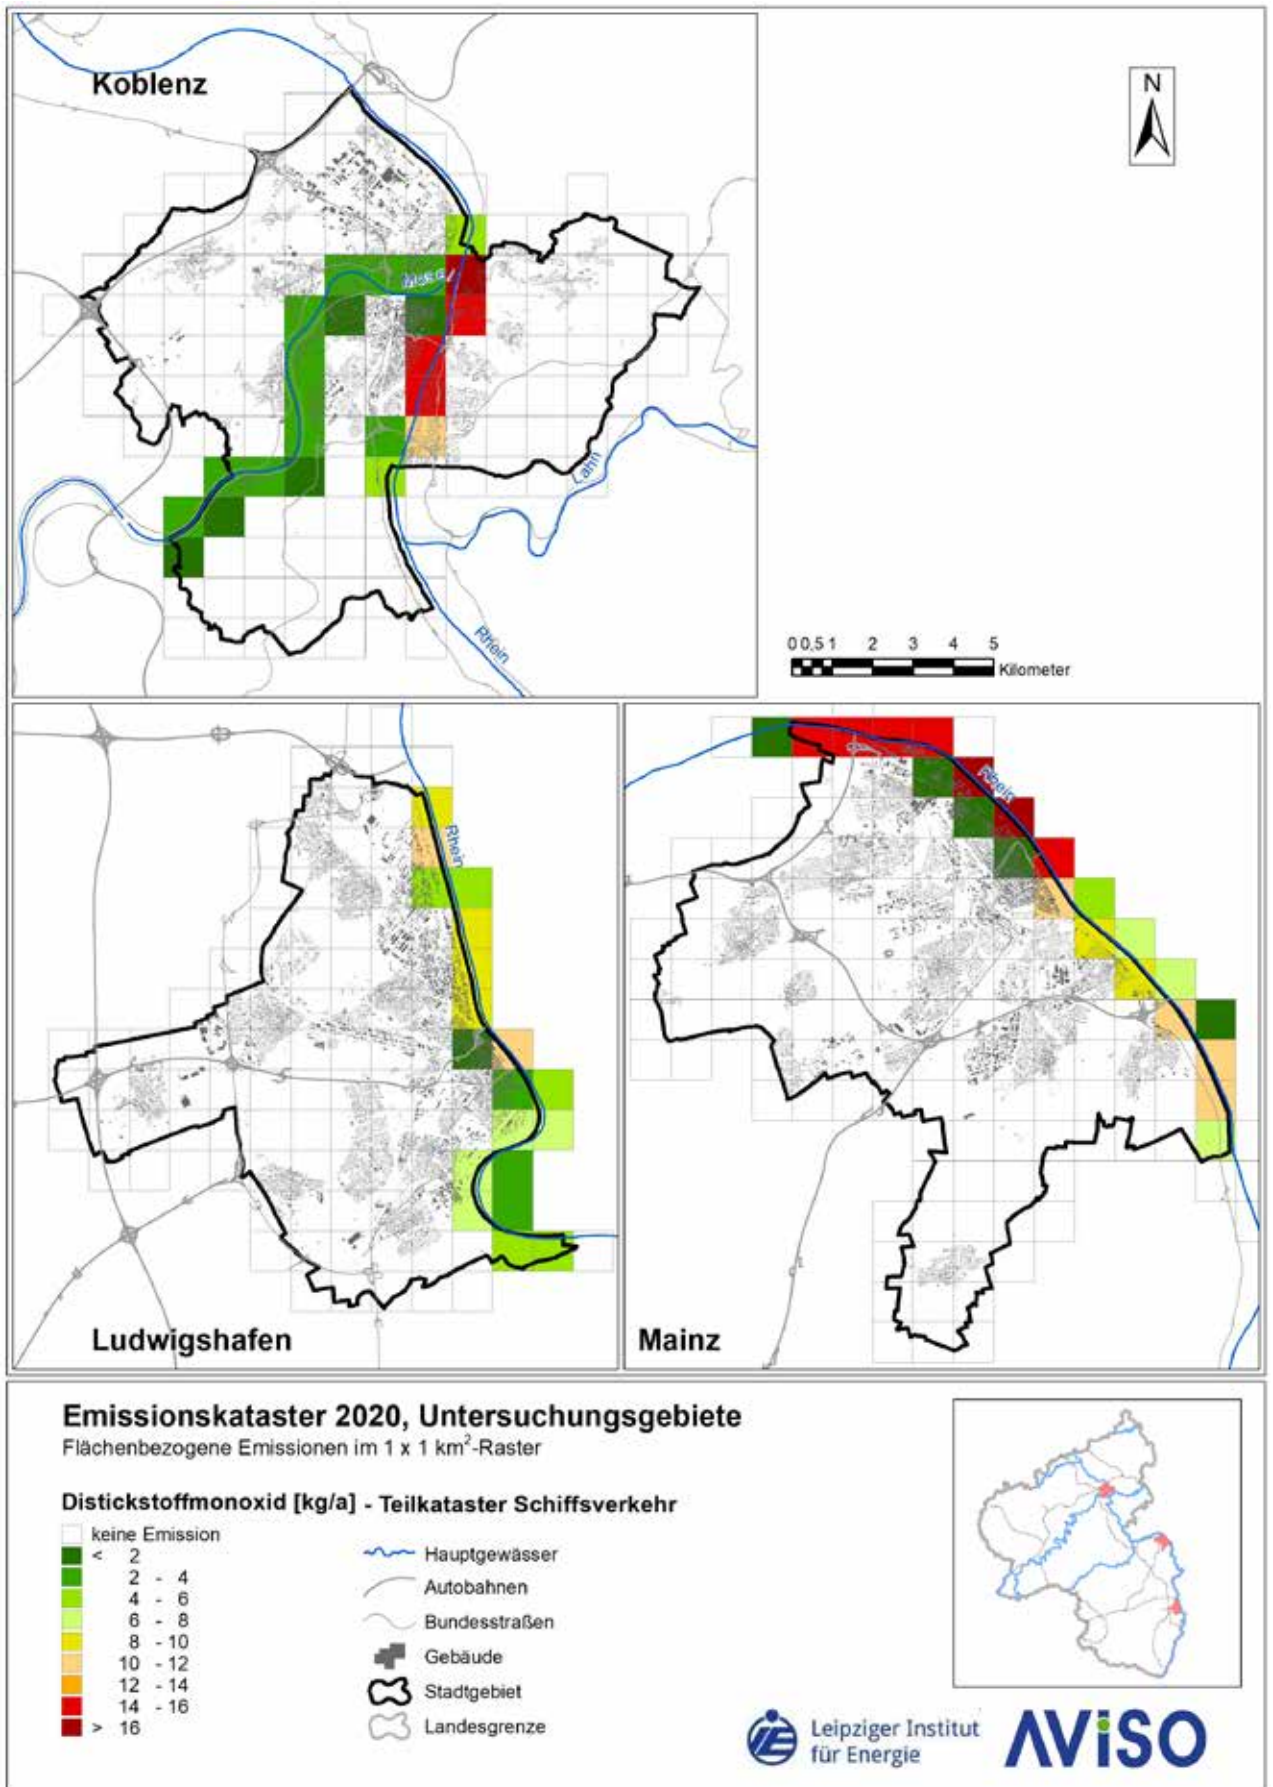 Koblenz
N
Mosel
Lahn
Rhein
0 0,5 1 2 3 4 5
Kilometer
Rhein
Ludwigshafen
Rhein
Mainz
Emissionskataster 2020, Untersuchungsgebiete
Flächenbezogene Emissionen im 1 x 1 km²-Raster
Distickstoffmonoxid [kg/a] - Teilkataster Schiffsverkehr
keine Emission
< 2
2 - 4
4 - 6
6 - 8
8 - 10
10 - 12
12 - 14
14 - 16
> 16
Hauptgewässer
Autobahnen
Bundesstraßen
Gebäude
Stadtgebiet
Landesgrenze
Leipziger Institut
für Energie
AViSO